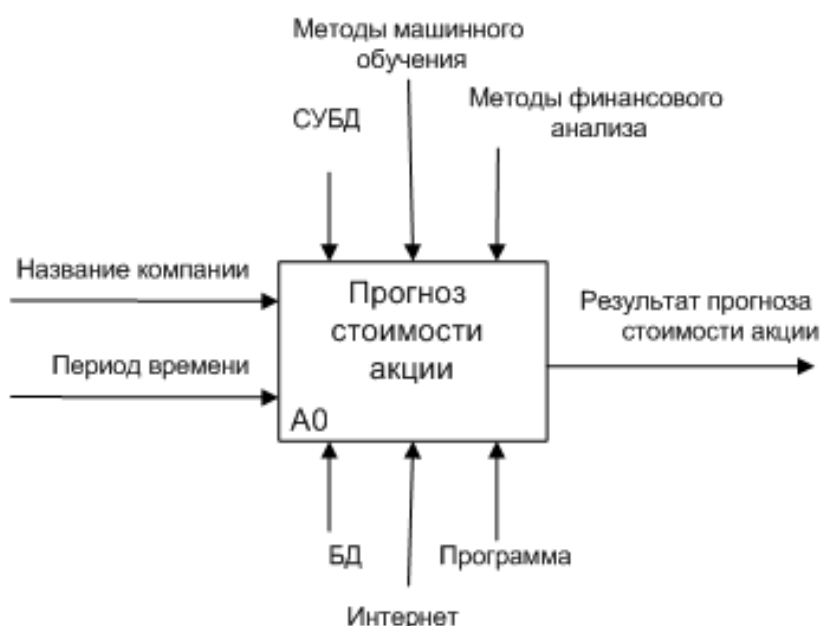 Методы машинного
обучения
СУБД
Методы финансового
анализа
Название компании
Период времени
Прогноз
стоимости
акции
А0
Результат прогноза
стоимости акции
БД
Программа
Интернет